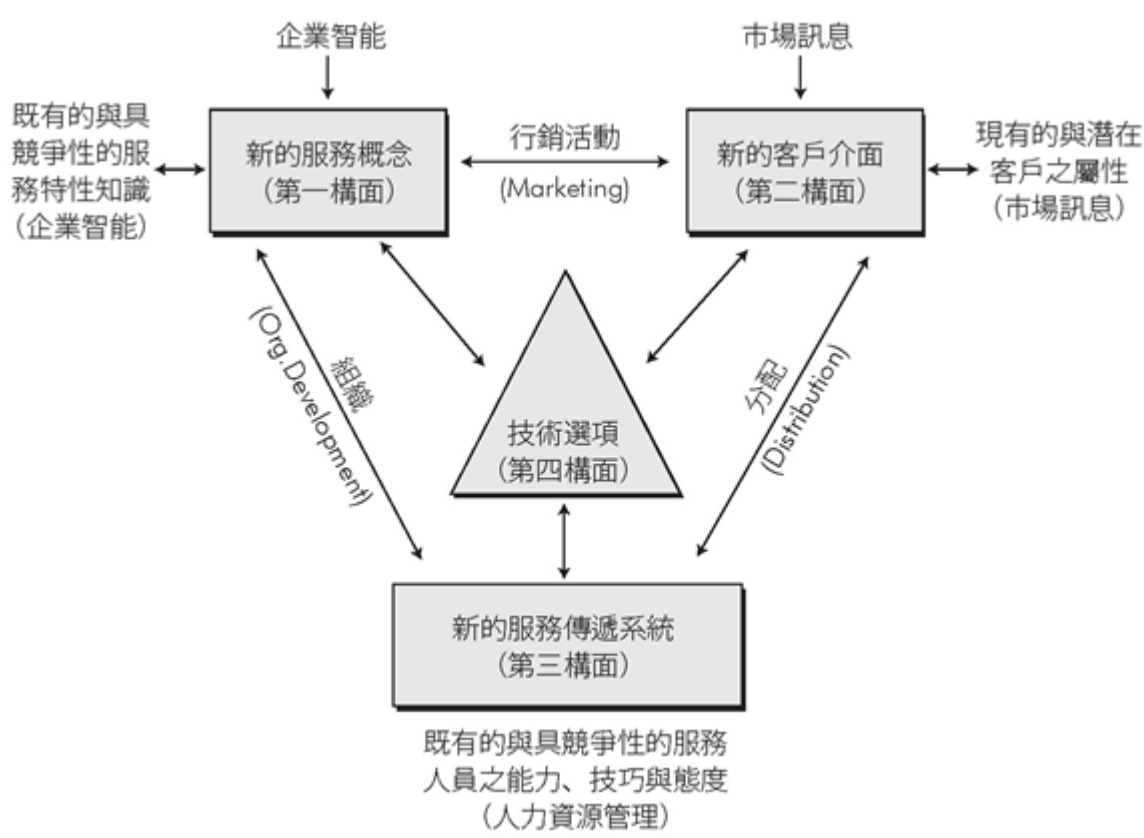 企業智能
市場訊息
既有的與具
競爭性的服
務特性知識
（企業智能）
新的服務概念
（第一構面）
行銷活動
(Marketing)
新的客戶介面
（第二構面）
現有的與潛在
客戶之屬性
（市場訊息）
組織
(Org.Development)
技術選項
（第四構面）
分配
(Distribution)
新的服務傳遞系統
（第三構面）
既有的與具競爭性的服務
人員之能力、技巧與態度
（人力資源管理）